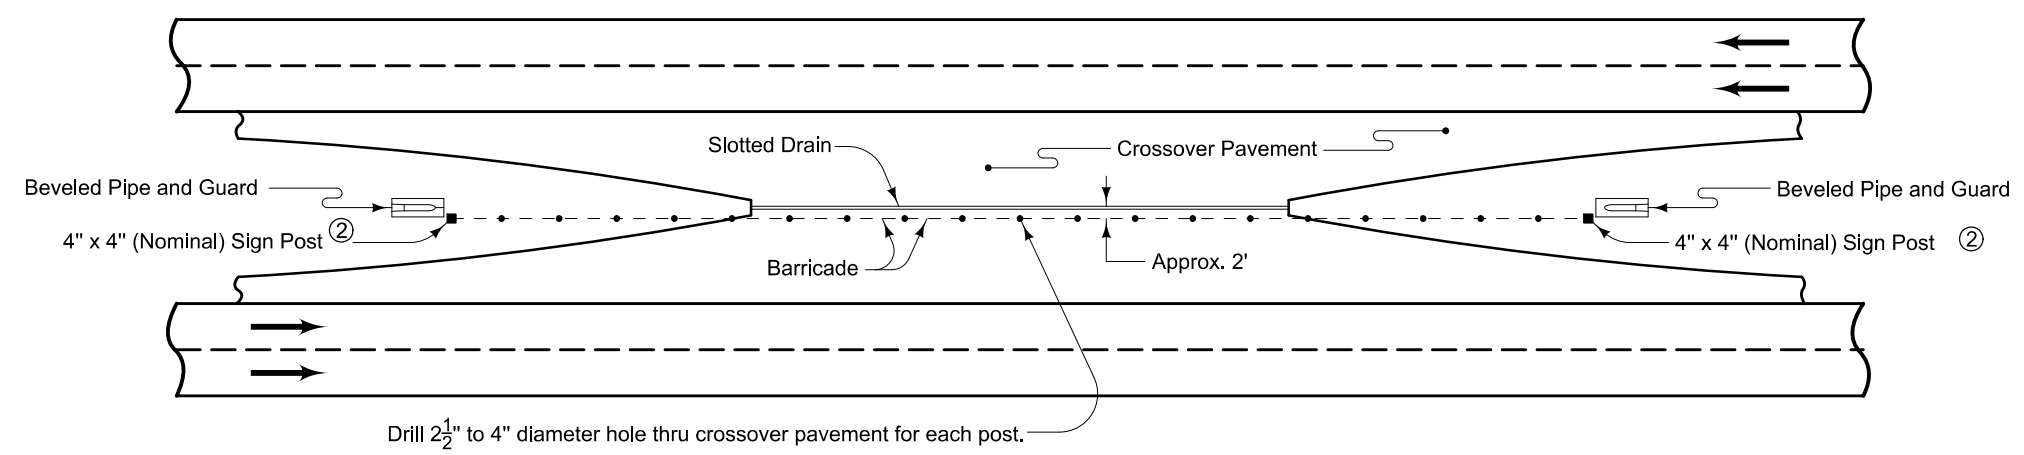 Slotted Drain
Crossover Pavement
Beveled Pipe and Guard
Beveled Pipe and Guard
4" x 4" (Nominal) Sign Post ②
4" x 4" (Nominal) Sign Post ②
Barricade
Approx. 2'
Drill 2 1/2" to 4" diameter hole thru crossover pavement for each post.